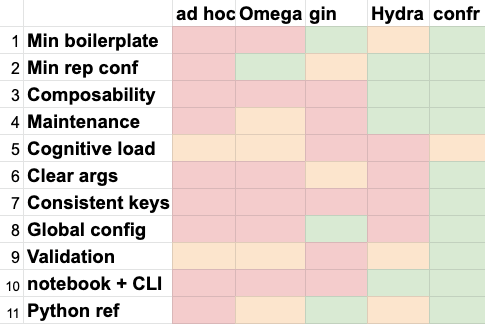 ad hoc Omega gin Hydra confr
1 Min boilerplate
2 Min rep conf
3 Composability
4 Maintenance
5 Cognitive load
6 Clear args
7 Consistent keys
8 Global config
9 Validation
10 notebook + CLI
11 Python ref